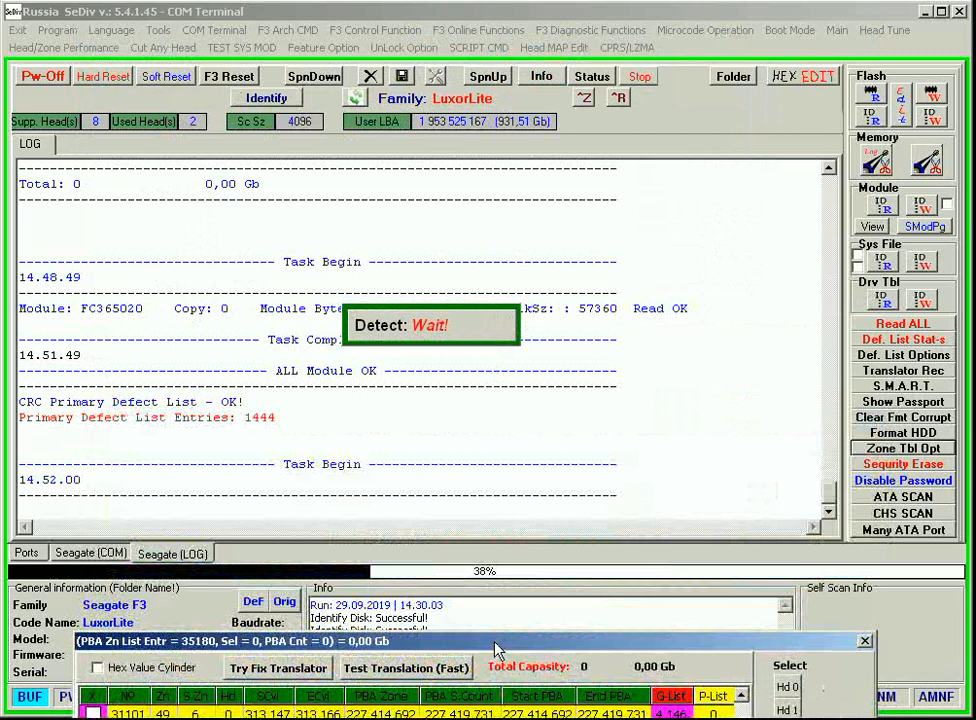 SeDiv Russia SeDiv v.: 5.4.1.45 - COM Terminal
Exit Program Language Tools COM Terminal F3 Arch CMD F3 Control Function F3 Online Functions F3 Diagnostic Functions Microcode Operation Boot Mode Main Head Tune
Head/Zone Perfomance Cut Any Head TEST SYS MOD Feature Option UnLock Option SCRIPT CMD Head MAP Edit CPRS/LZMA
Pw-Off Hard Reset Soft Reset F3 Reset SpnDown SpnUp Info Status Stop Folder HEX EDIT
Identify Family: LuxorLite ^Z ^R
Supp. Head(s) 8 Used Head(s) 2 Sc Sz 4096 User LBA 1 953 525 167 (931,51 Gb)
LOG
Total: 0 0,00 Gb
Task Begin
14.48.49
Module: FC365020 Copy: 0 Module Byte kSz: : 57360 Read OK
Detect: Wait!
Task Comp
14.51.49
ALL Module OK
CRC Primary Defect List - OK!
Primary Defect List Entries: 1444
Task Begin
14.52.00
Flash
ID R
ID W
Memory
Log
Module
ID R ID W
View SModPg
Sys File
ID R ID W
Drv Tbl
ID R ID W
Read ALL
Def. List Stat-s
Def. List Options
Translator Rec
S.M.A.R.T.
Show Passport
Clear Fmt Corrupt
Format HDD
Zone Tbl Opt
Sequrity Erase
Disable Password
ATA SCAN
CHS SCAN
Many ATA Port
Ports Seagate (COM) Seagate (LOG)
38%
General information (Folder Name!)
Family Seagate F3 DeF Orig
Code Name: LuxorLite Baudrate:
Model:
Firmware:
Serial:
Info
Run: 29.09.2019 | 14.30.03
Identify Disk: Successful!
Self Scan Info
(PBA Zn List Entr = 35180, Sel = 0, PBA Cnt = 0) = 0,00 Gb
Hex Value Cylinder Try Fix Translator Test Translation (Fast) Total Capacity: 0 0,00 Gb Select
X Nº Zn S.Zn Hd SCyl ECyl PBA Zone PBA S.Count Start PBA End PBA G-List P-List
31101 49 6 0 313 147 313 166 227 414 692 227 419 731 4 146 0
Hd 0
Hd 1
BUF NM AMNF